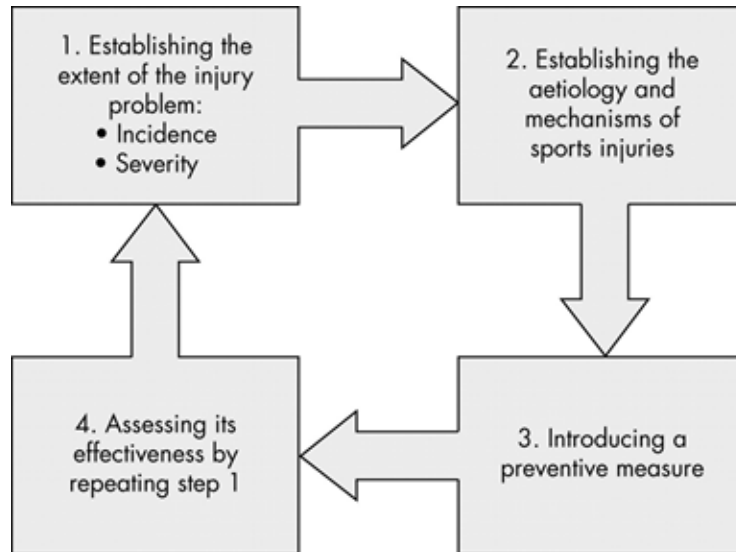 1. Establishing the
extent of the injury
problem:
• Incidence
• Severity
2. Establishing the
aetiology and
mechanisms of
sports injuries
3. Introducing a
preventive measure
4. Assessing its
effectiveness by
repeating step 1